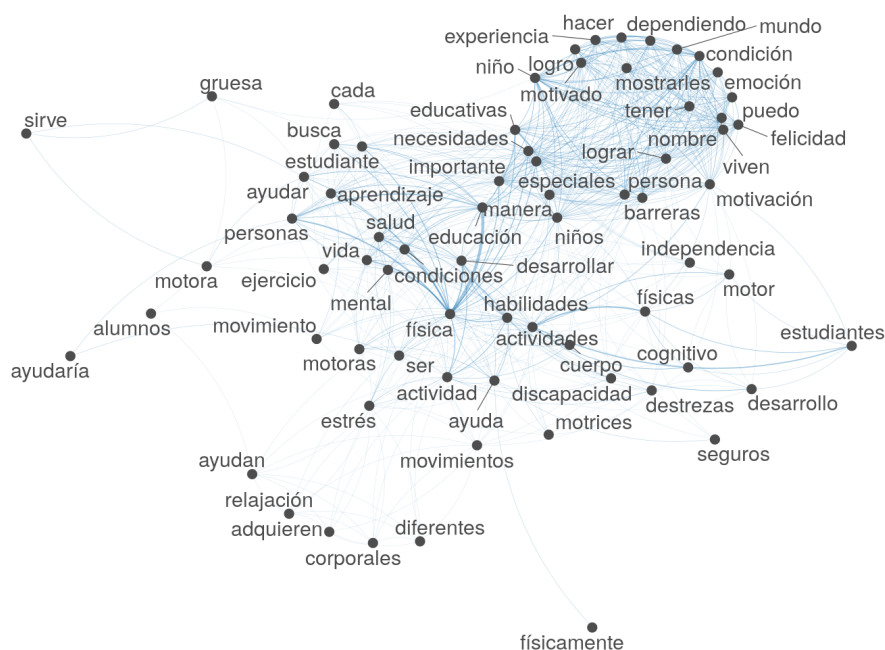 hacer
dependiendo
mundo
experiencia
condición
niño
logro
mostrarles
emoción
gruesa
cada
motivado
educativas
tener
puedo
sirve
busca
necesidades
nombre
felicidad
estudiante
importante
lograr
viven
ayudar
aprendizaje
especiales
persona
motivación
personas
salud
manera
barreras
educación
niños
vida
independencia
motora
ejercicio
condiciones
desarrollar
mental
motor
habilidades
físicas
alumnos
movimiento
física
actividades
estudiantes
ayudaría
motoras
ser
cuerpo
cognitivo
actividad
discapacidad
destrezas
desarrollo
estrés
ayuda
motrices
ayudan
movimientos
seguros
relajación
adquieren
diferentes
corporales
físicamente